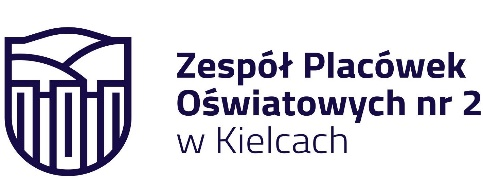 Zespół Placówek
Oświatowych nr 2
w Kielcach